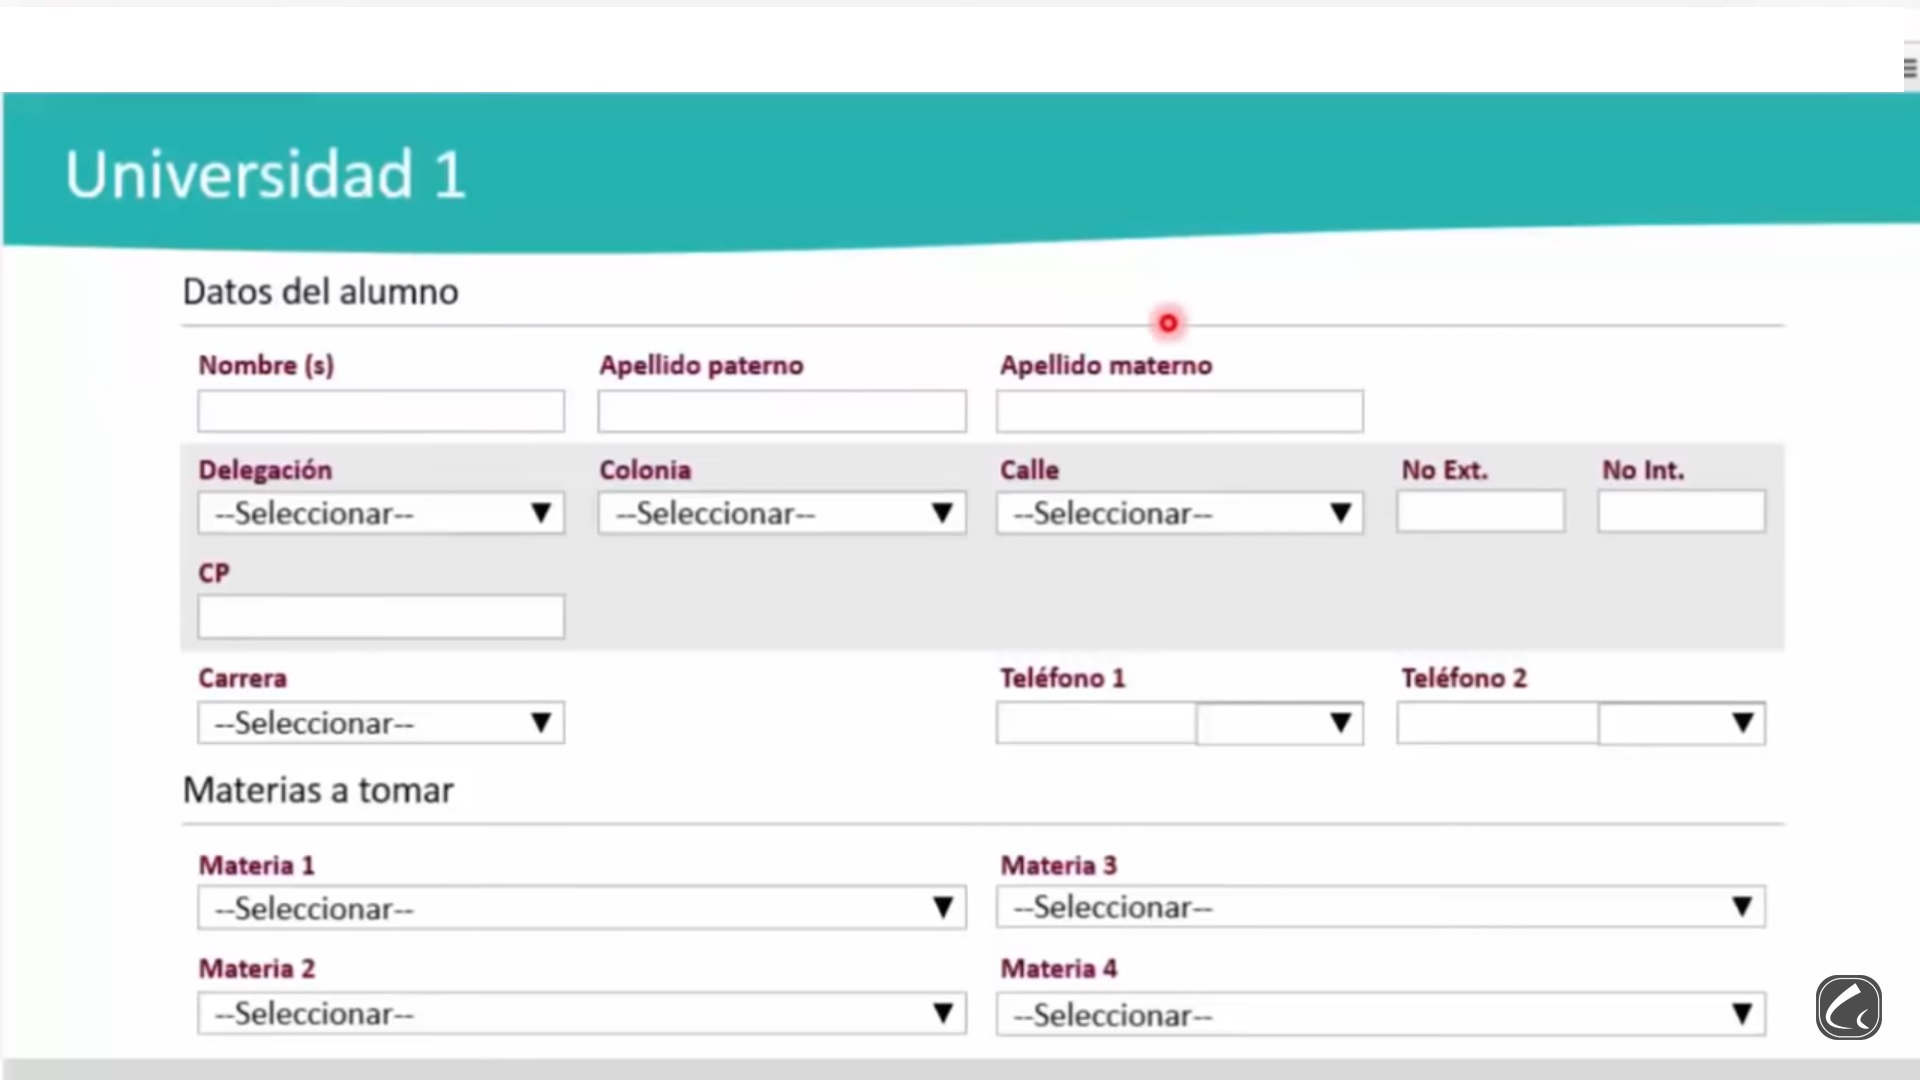 Universidad 1
Datos del alumno
Nombre (s) Apellido paterno Apellido materno
Delegación Colonia Calle No Ext. No Int.
--Seleccionar-- --Seleccionar-- --Seleccionar--
CP
Carrera Teléfono 1 Teléfono 2
--Seleccionar--
Materias a tomar
Materia 1 Materia 3
--Seleccionar-- --Seleccionar--
Materia 2 Materia 4
--Seleccionar-- --Seleccionar--